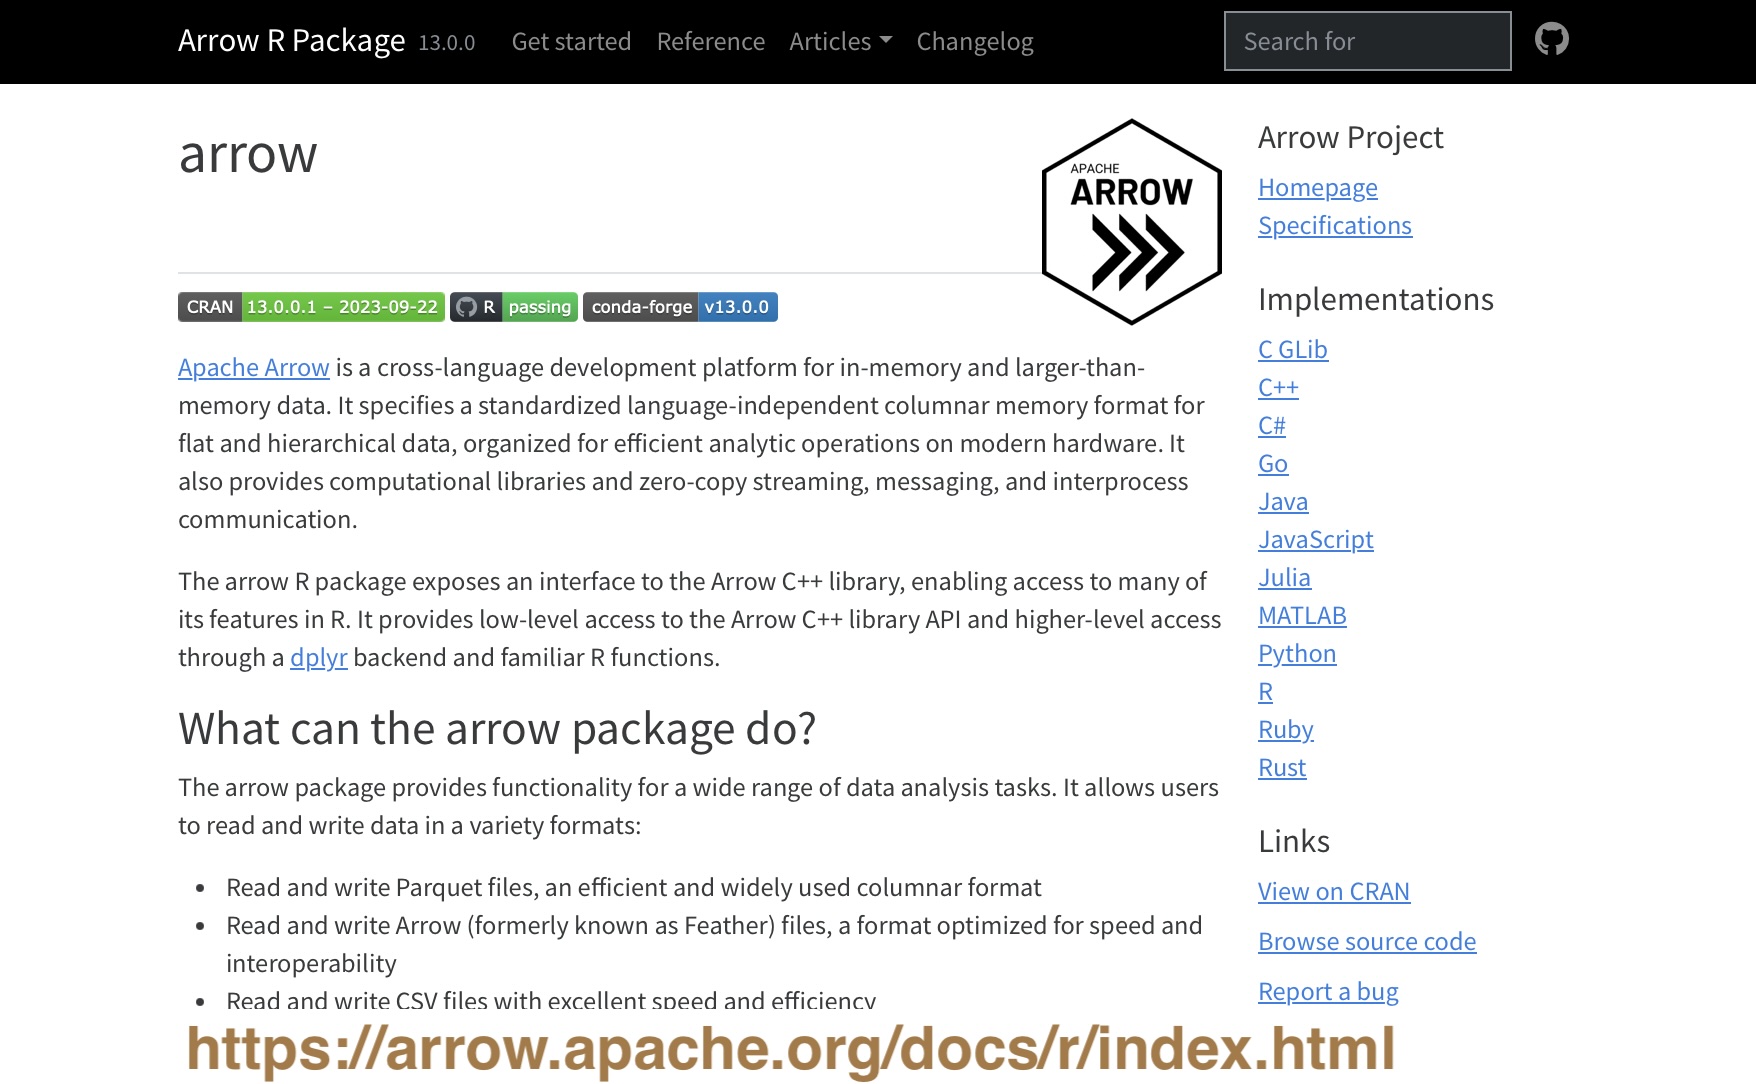 Arrow R Package 13.0.0 Get started Reference Articles Changelog Search for
arrow
APACHE
ARROW
CRAN 13.0.0.1 – 2023-09-22 R passing conda-forge v13.0.0
Apache Arrow is a cross-language development platform for in-memory and larger-than-
memory data. It specifies a standardized language-independent columnar memory format for
flat and hierarchical data, organized for efficient analytic operations on modern hardware. It
also provides computational libraries and zero-copy streaming, messaging, and interprocess
communication.
The arrow R package exposes an interface to the Arrow C++ library, enabling access to many of
its features in R. It provides low-level access to the Arrow C++ library API and higher-level access
through a dplyr backend and familiar R functions.
What can the arrow package do?
The arrow package provides functionality for a wide range of data analysis tasks. It allows users
to read and write data in a variety formats:
• Read and write Parquet files, an efficient and widely used columnar format
• Read and write Arrow (formerly known as Feather) files, a format optimized for speed and
interoperability
• Read and write CSV files with excellent speed and efficiency
Arrow Project
Homepage
Specifications
Implementations
C GLib
C++
C#
Go
Java
JavaScript
Julia
MATLAB
Python
R
Ruby
Rust
Links
View on CRAN
Browse source code
Report a bug
https://arrow.apache.org/docs/r/index.html